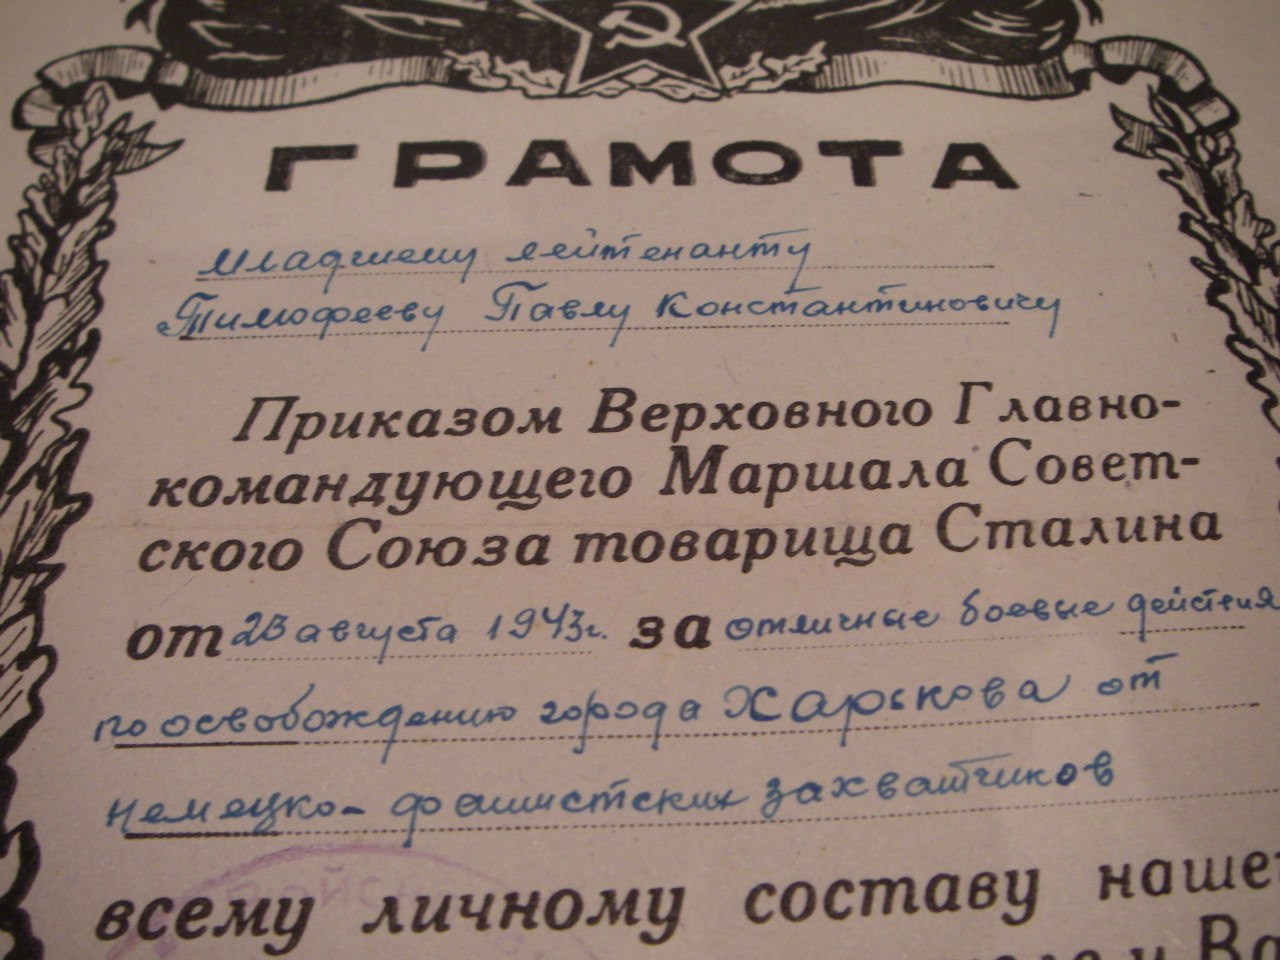 ГРАМОТА
младшему лейтенанту
Тимофееву Павлу Константиновичу
Приказом Верховного Главно-
командующего Маршала Совет-
ского Союза товарища Сталина
от 23 августа 1943г. за отличные боевые действия
по освобождению города Харькова от
немецко-фашистских захватчиков
всему личному составу наше
и Ва